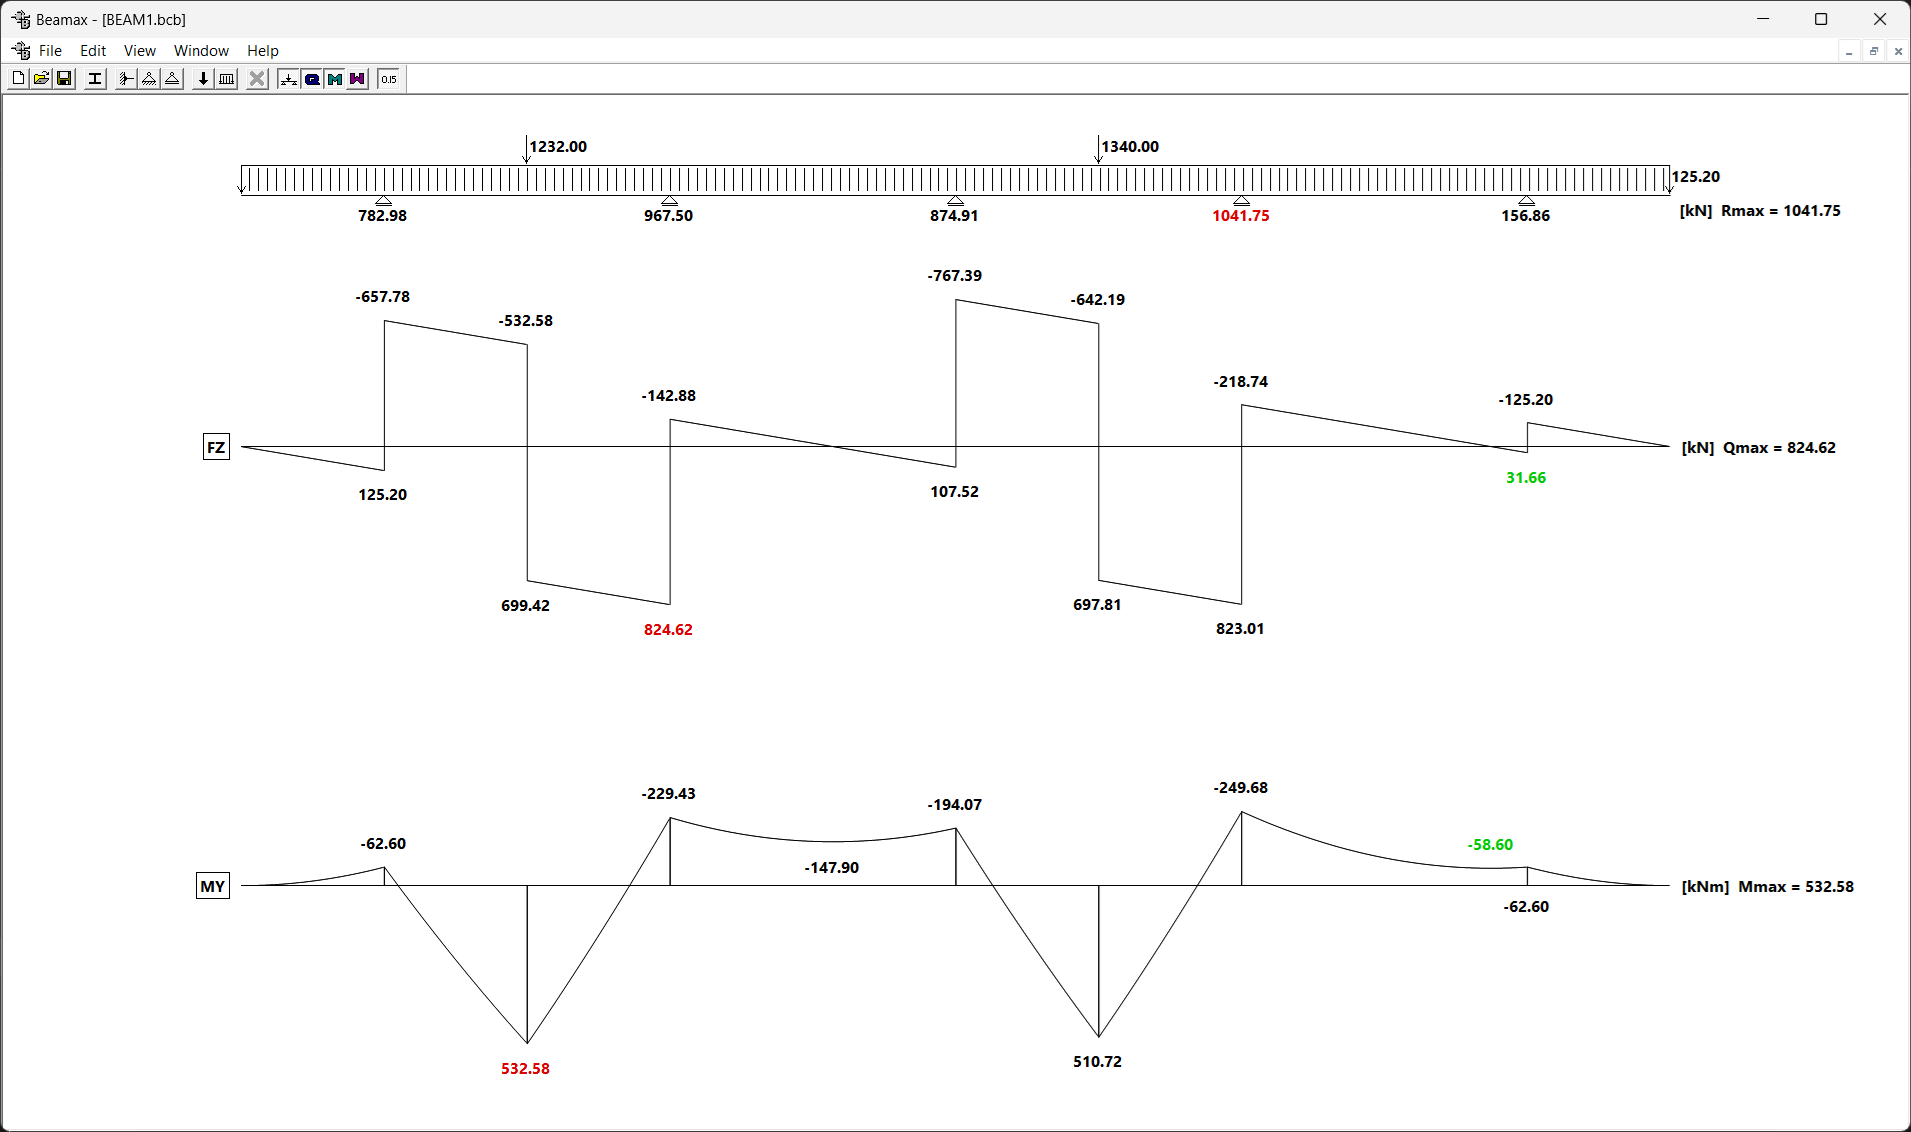 Beamax - [BEAM1.bcb]
File Edit View Window Help
Q M W 0.15
1232.00 1340.00
125.20
782.98 967.50 874.91 1041.75 156.86 [kN] Rmax = 1041.75
-767.39
-657.78 -642.19
-532.58
-142.88 -218.74
-125.20
FZ [kN] Qmax = 824.62
31.66
125.20 107.52
699.42 697.81
824.62 823.01
-229.43 -249.68
-194.07
-62.60 -58.60
-147.90
MY [kNm] Mmax = 532.58
-62.60
532.58 510.72